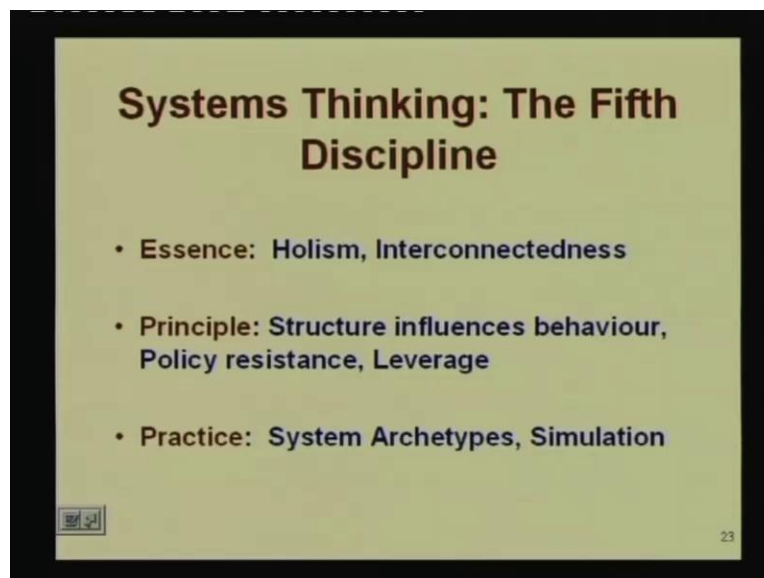 Systems Thinking: The Fifth
Discipline
• Essence: Holism, Interconnectedness
• Principle: Structure influences behaviour,
Policy resistance, Leverage
• Practice: System Archetypes, Simulation
23